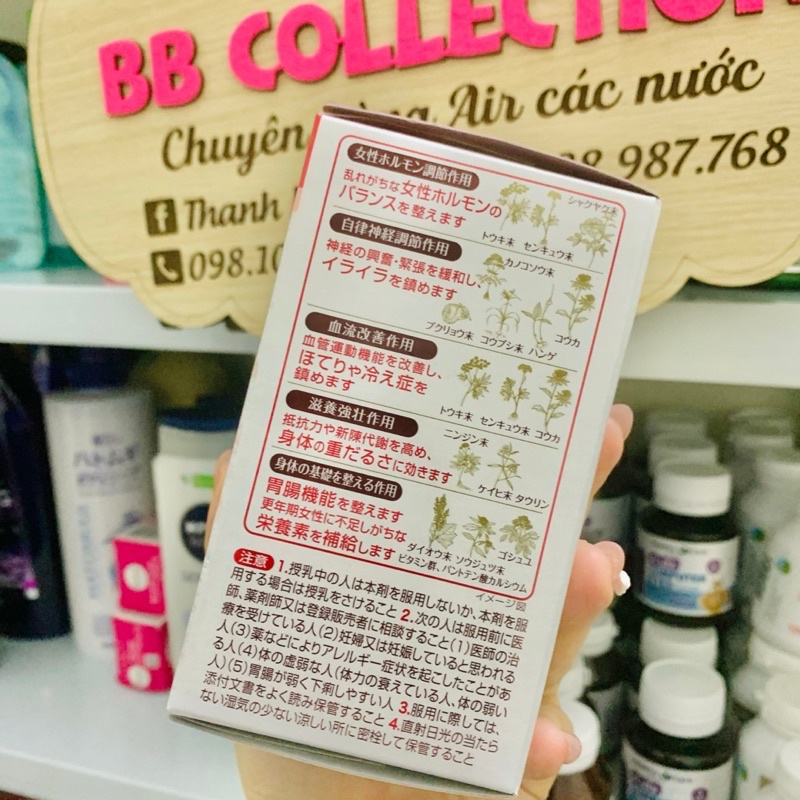 BB COLLECTION
Chuyên hàng Air các nước
Thanh
987.768
098.10
女性ホルモン調節作用
乱れがちな女性ホルモンの
バランスを整えます
シャクヤク末
トウキ末 センキュウ末
自律神経調節作用
神経の興奮・緊張を緩和し、
イライラを鎮めます
カノコソウ末
ブクリョウ末 コウブシ末 ハンゲ コウカ
血流改善作用
血管運動機能を改善し、
ほてりや冷え症を
鎮めます
トウキ末 センキュウ末 コウカ
滋養強壮作用
抵抗力や新陳代謝を高め、
身体の重だるさに効きます
ニンジン末
ケイヒ末 タウリン
身体の基礎を整える作用
胃腸機能を整えます
更年期女性に不足しがちな
栄養素を補給します
ダイオウ末 ソウジュツ末 ゴシュユ
ビタミン群、パントテン酸カルシウム
イメージ図
注意 1.授乳中の人は本剤を服用しないか、本剤を服
用する場合は授乳をさけること 2.次の人は服用前に医
師、薬剤師又は登録販売者に相談すること(1)医師の治
療を受けている人(2)妊婦又は妊娠していると思われる
人(3)薬などによりアレルギー症状を起こしたことがあ
る人(4)体の虚弱な人(体力の衰えている人、体の弱い
人)(5)胃腸が弱く下痢しやすい人 3.服用に際しては、
添付文書をよく読み保管すること 4.直射日光の当たら
ない湿気の少ない涼しい所に密栓して保管すること